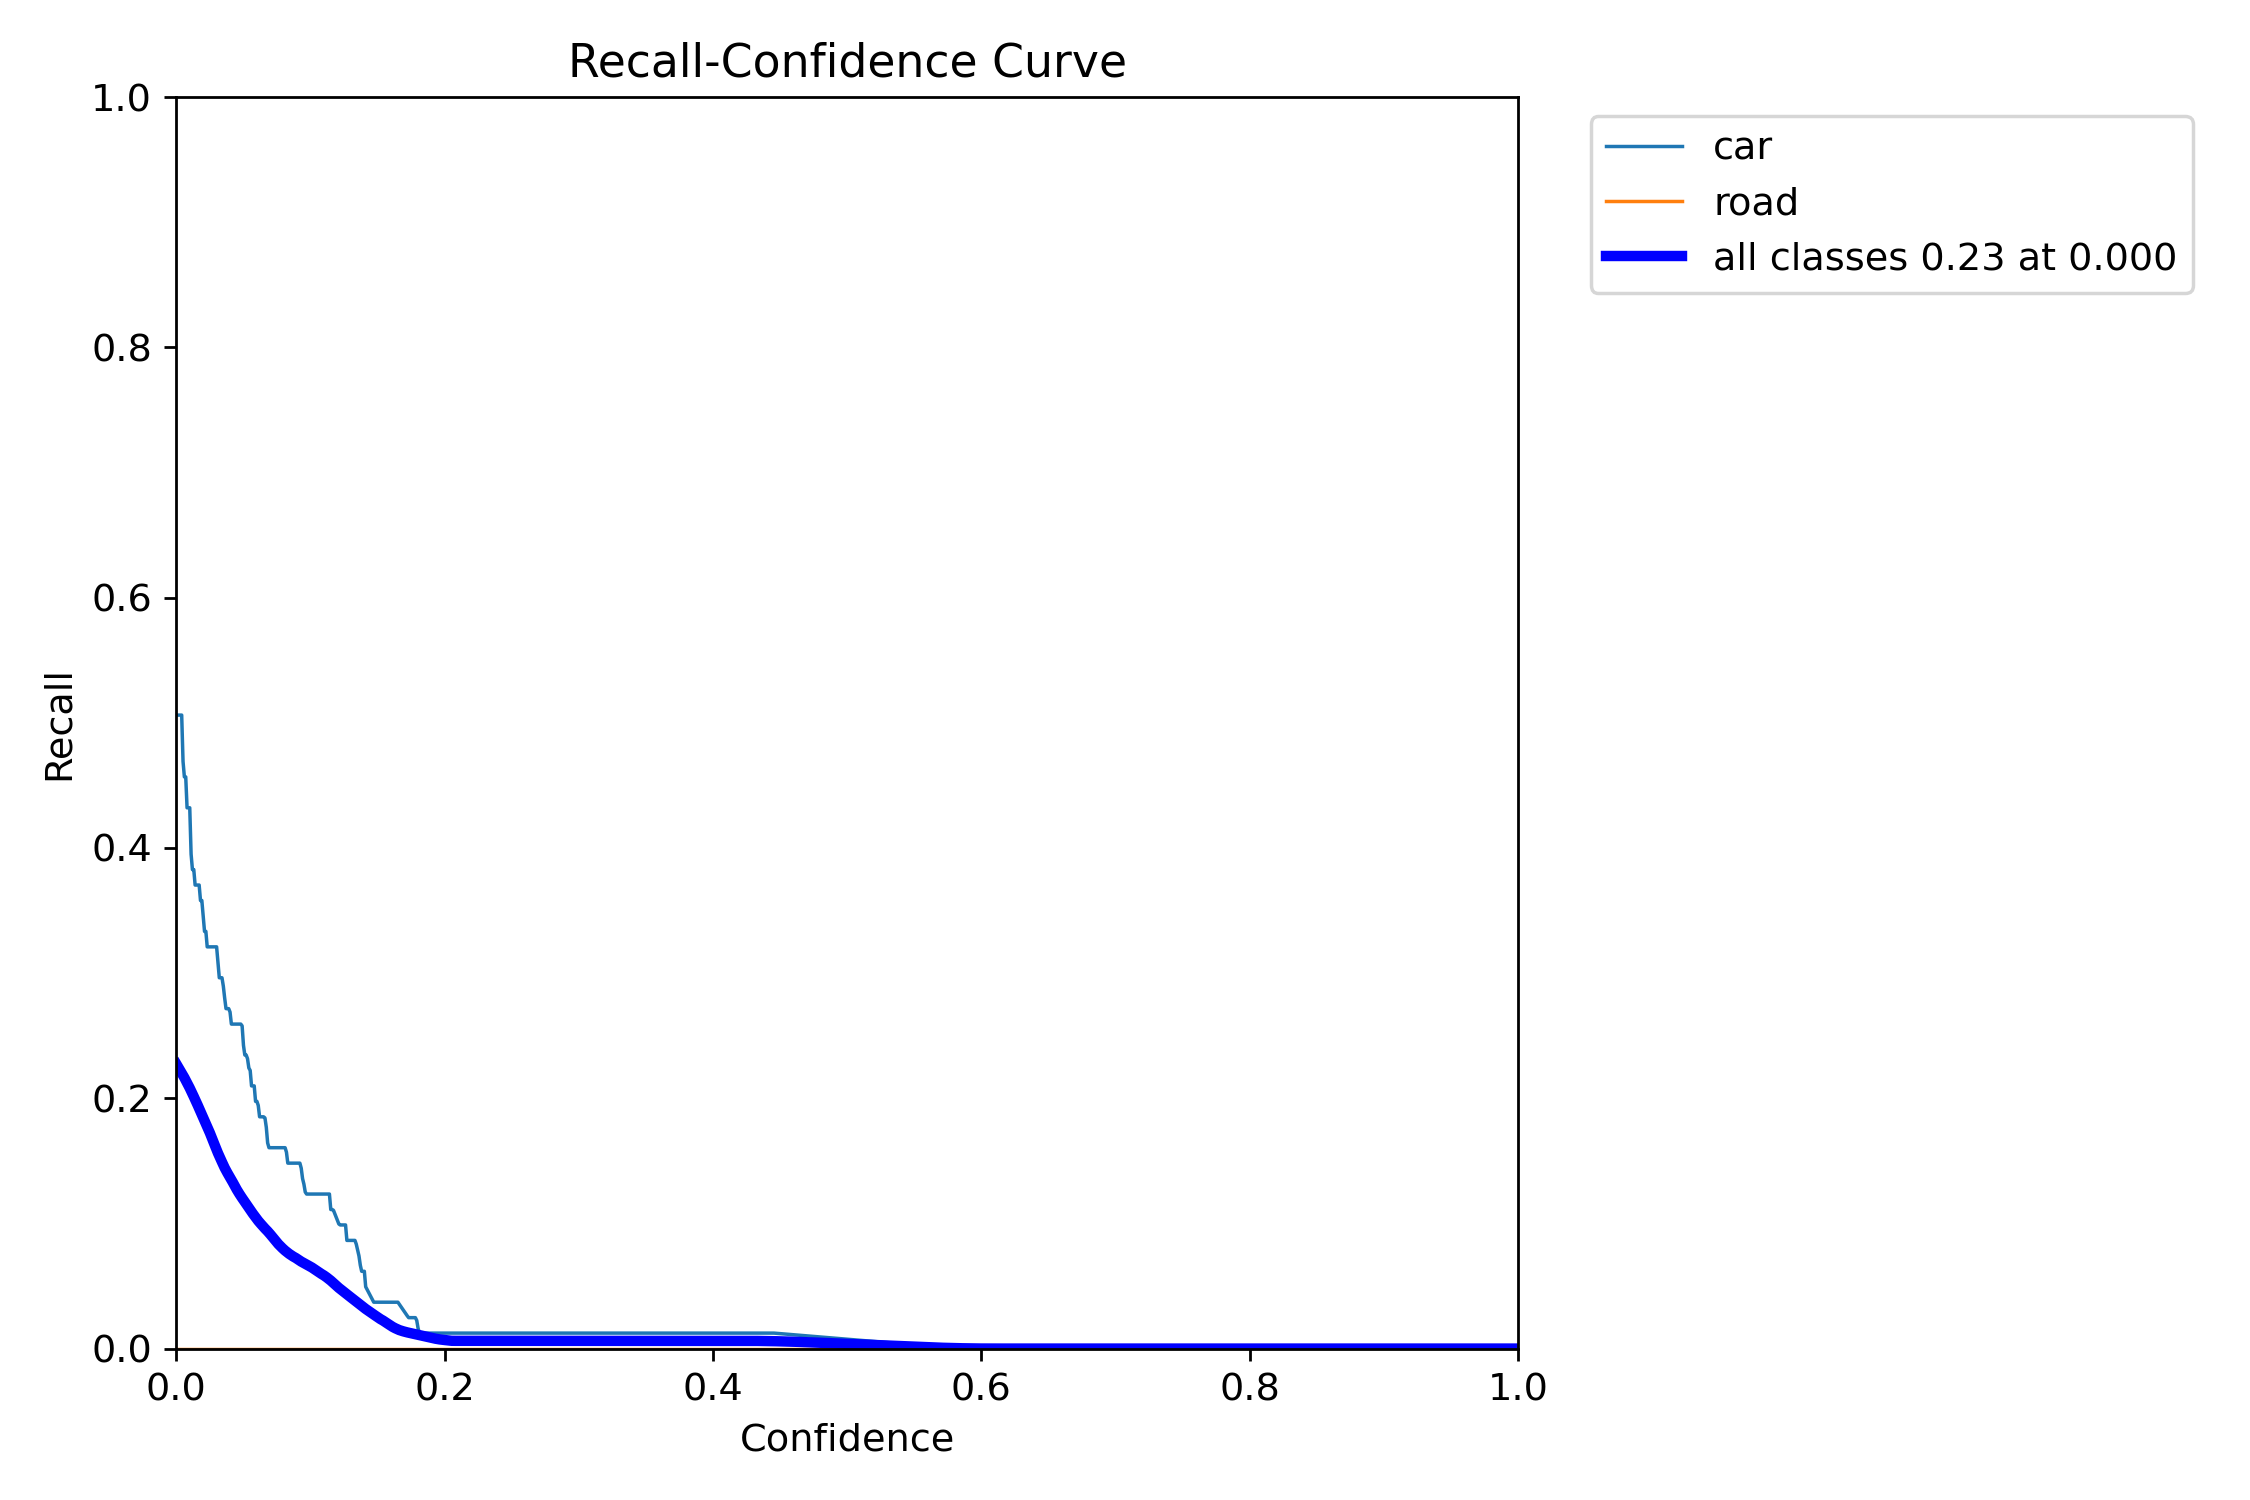 Recall-Confidence Curve
1.0
0.8
0.6
0.4
0.2
0.0
Recall
0.0 0.2 0.4 0.6 0.8 1.0
Confidence
car
road
all classes 0.23 at 0.000